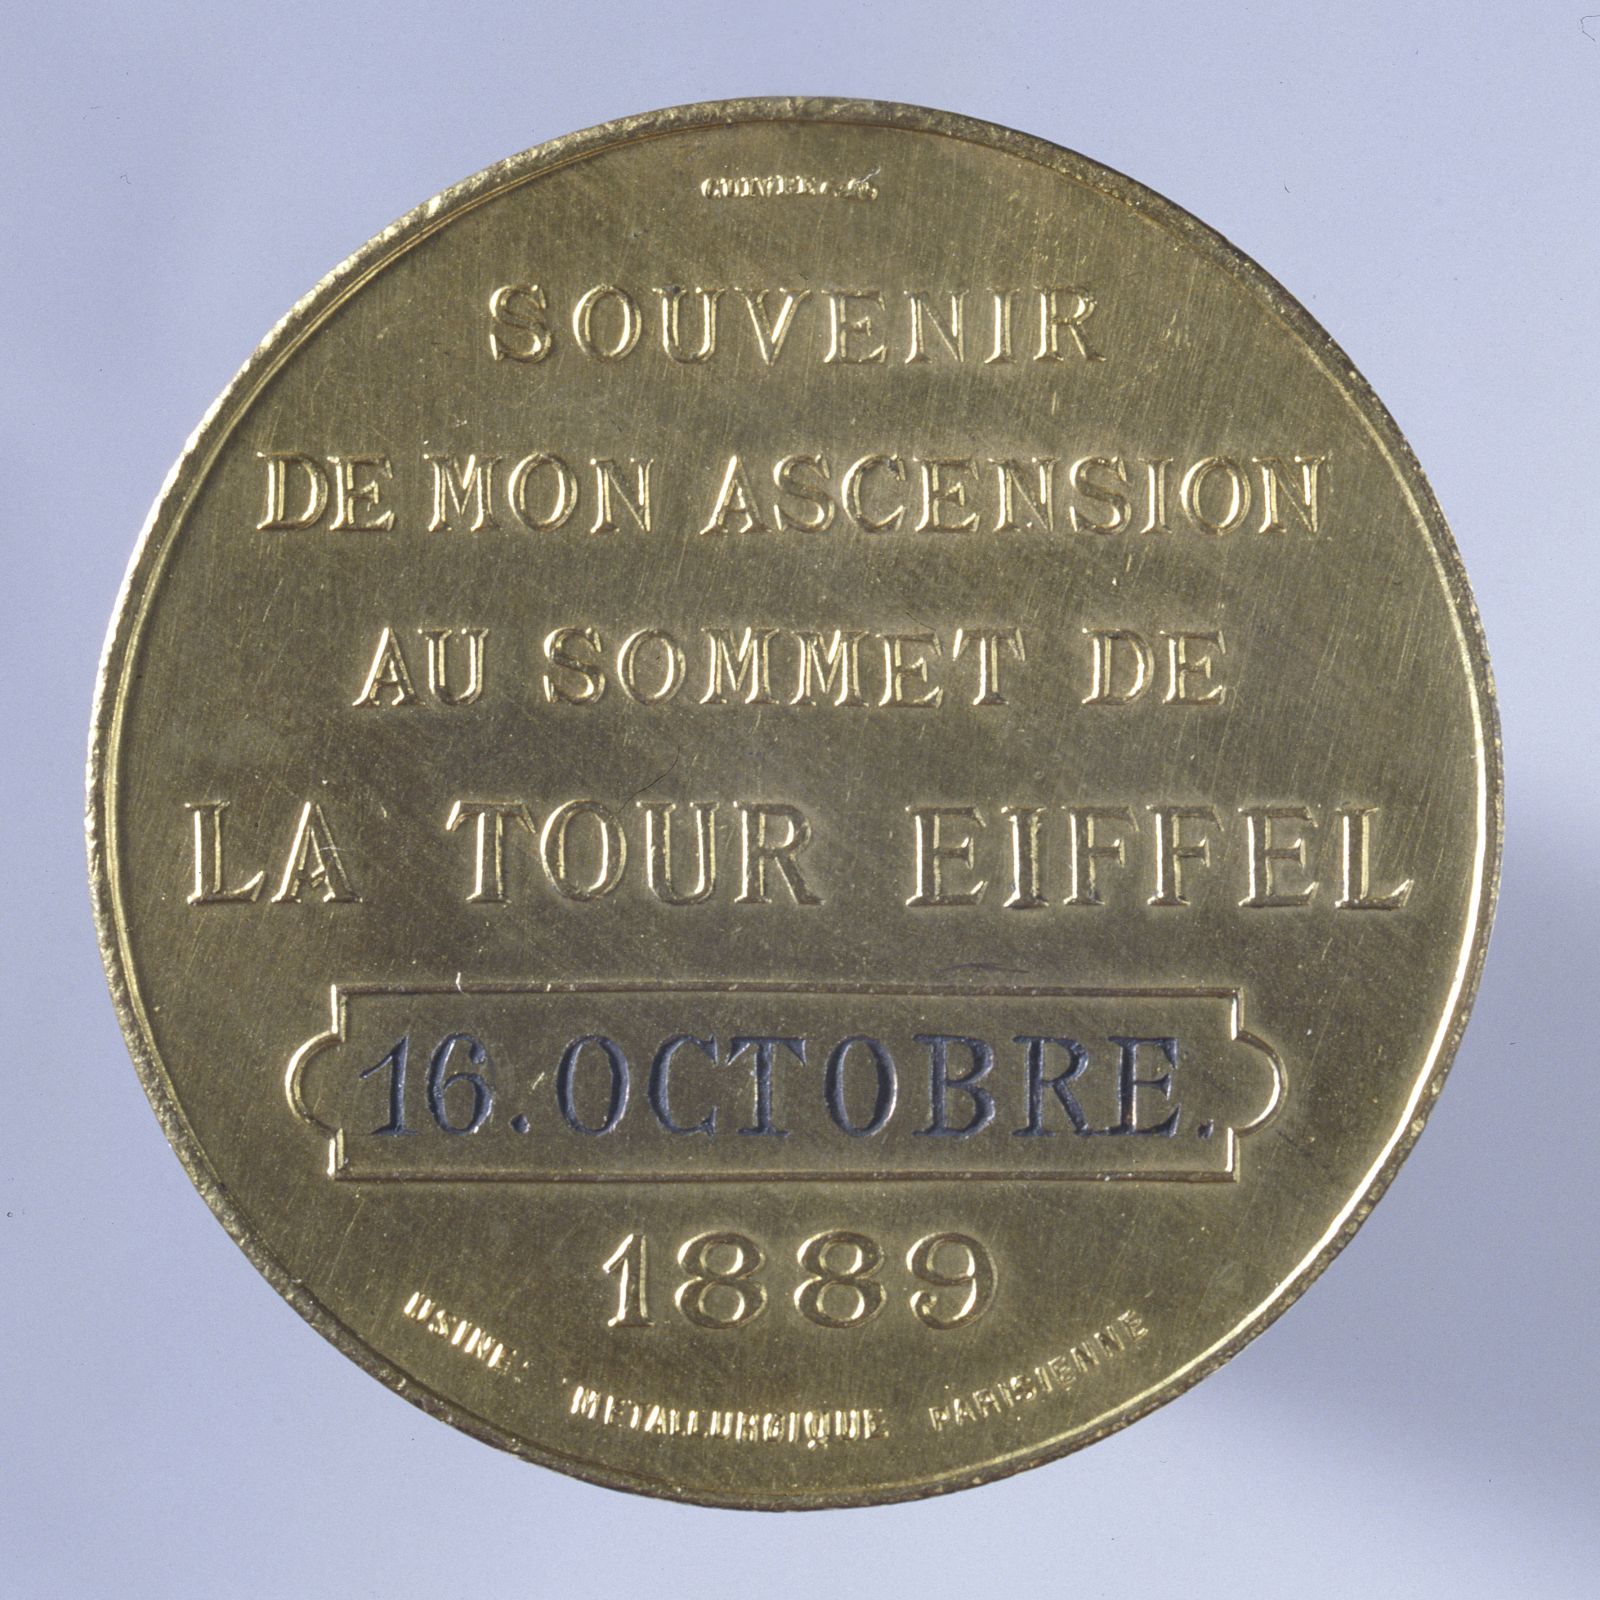 SOUVENIR
DE MON ASCENSION
AU SOMMET DE
LA TOUR EIFFEL
16. OCTOBRE.
1889
USINE: METALLURGIQUE PARISIENNE